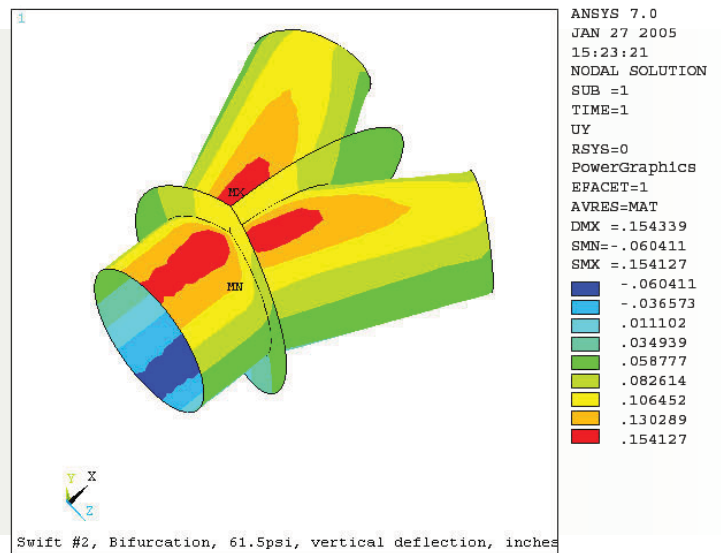 1
ANSYS 7.0
JAN 27 2005
15:23:21
NODAL SOLUTION
SUB =1
TIME=1
UY
RSYS=0
PowerGraphics
EFACET=1
AVRES=MAT
DMX =.154339
SMN=-.060411
SMX =.154127
-.060411
-.036573
.011102
.034939
.058777
.082614
.106452
.130289
.154127
MX
MN
Y
X
Z
Swift #2, Bifurcation, 61.5psi, vertical deflection, inches